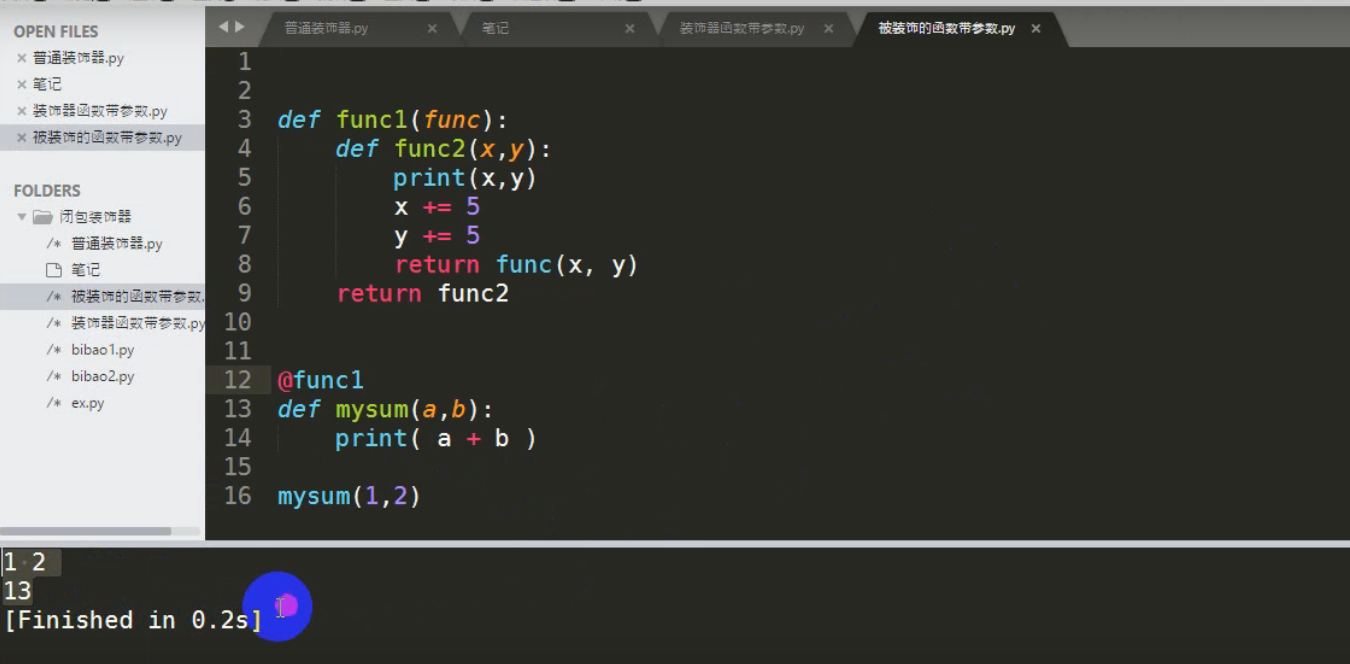 OPEN FILES
普通装饰器.py
笔记
装饰器函数带参数.py
被装饰的函数带参数.py
FOLDERS
闭包装饰器
/* 普通装饰器.py
笔记
/* 被装饰的函数带参数.
/* 装饰器函数带参数.py
/* bibao1.py
/* bibao2.py
/* ex.py
普通装饰器.py 笔记 装饰器函数带参数.py 被装饰的函数带参数.py
1
2
3 def func1(func):
4     def func2(x,y):
5         print(x,y)
6         x += 5
7         y += 5
8         return func(x, y)
9     return func2
10
11
12 @func1
13 def mysum(a,b):
14     print( a + b )
15
16 mysum(1,2)
1 2
13
[Finished in 0.2s]